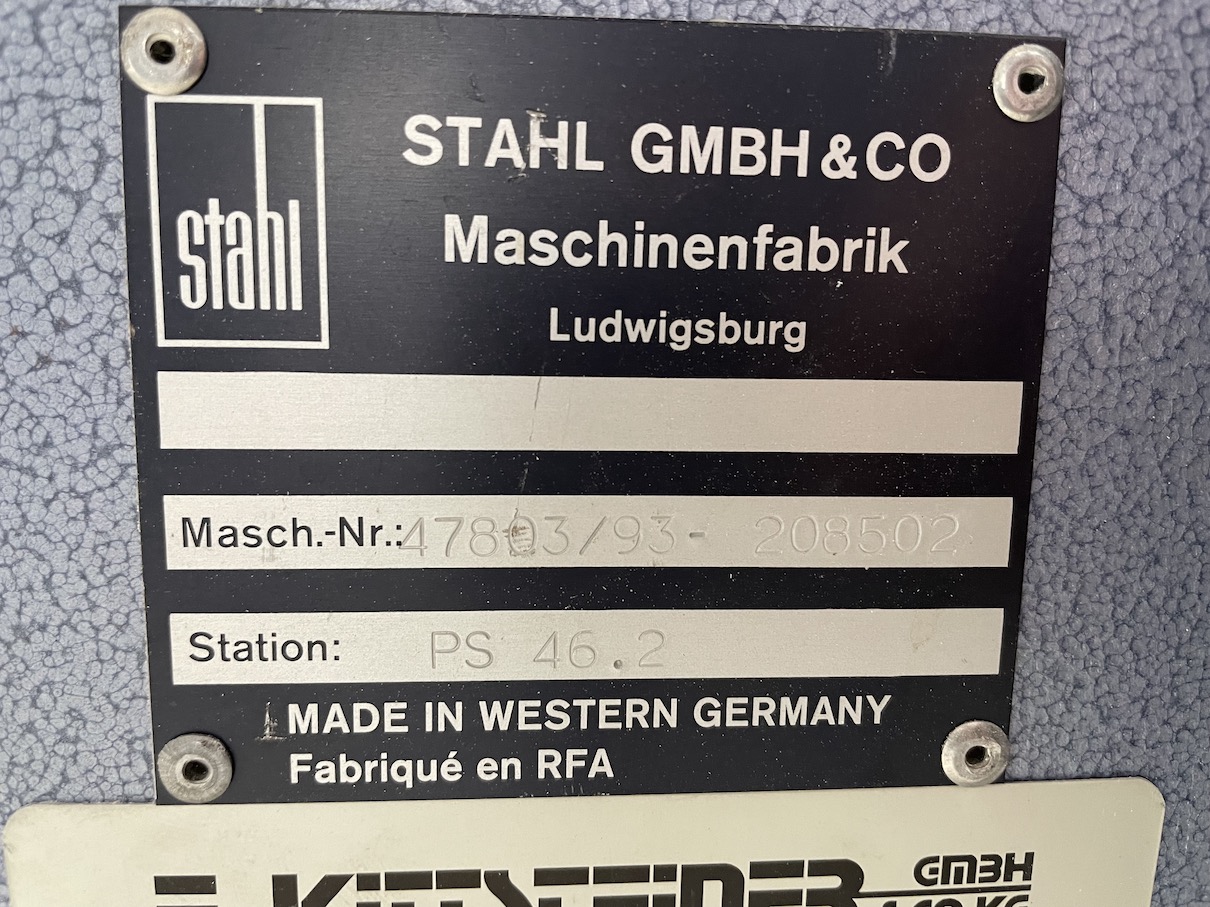 stahl
STAHL GMBH & CO
Maschinenfabrik
Ludwigsburg
Masch.-Nr.: 47803/93- 208502
Station: PS 46.2
MADE IN WESTERN GERMANY
Fabriqué en RFA
GMBH